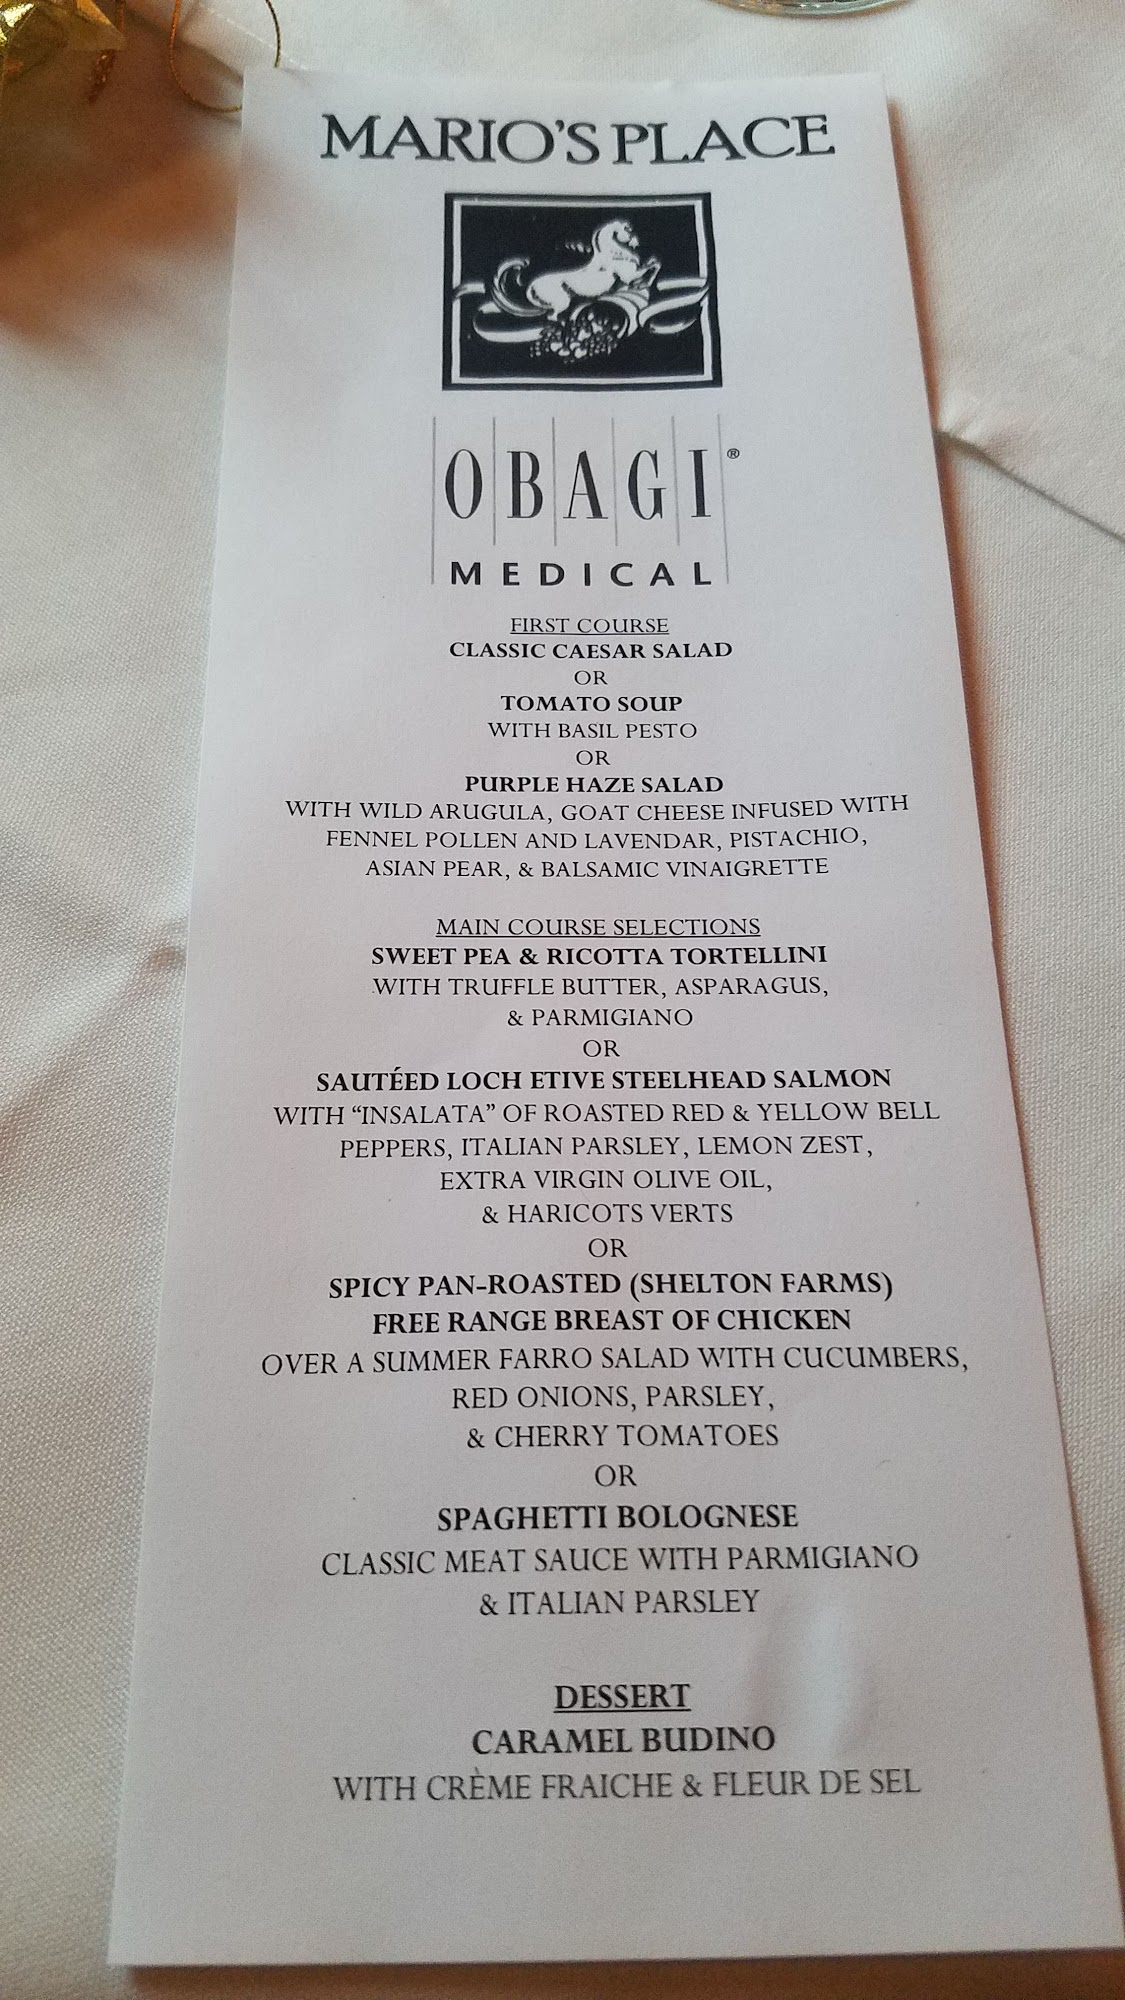 MARIO'S PLACE
OBAGI®
MEDICAL
FIRST COURSE
CLASSIC CAESAR SALAD
OR
TOMATO SOUP
WITH BASIL PESTO
OR
PURPLE HAZE SALAD
WITH WILD ARUGULA, GOAT CHEESE INFUSED WITH
FENNEL POLLEN AND LAVENDAR, PISTACHIO,
ASIAN PEAR, & BALSAMIC VINAIGRETTE
MAIN COURSE SELECTIONS
SWEET PEA & RICOTTA TORTELLINI
WITH TRUFFLE BUTTER, ASPARAGUS,
& PARMIGIANO
OR
SAUTÉED LOCH ETIVE STEELHEAD SALMON
WITH “INSALATA” OF ROASTED RED & YELLOW BELL
PEPPERS, ITALIAN PARSLEY, LEMON ZEST,
EXTRA VIRGIN OLIVE OIL,
& HARICOTS VERTS
OR
SPICY PAN-ROASTED (SHELTON FARMS)
FREE RANGE BREAST OF CHICKEN
OVER A SUMMER FARRO SALAD WITH CUCUMBERS,
RED ONIONS, PARSLEY,
& CHERRY TOMATOES
OR
SPAGHETTI BOLOGNESE
CLASSIC MEAT SAUCE WITH PARMIGIANO
& ITALIAN PARSLEY
DESSERT
CARAMEL BUDINO
WITH CRÈME FRAICHE & FLEUR DE SEL